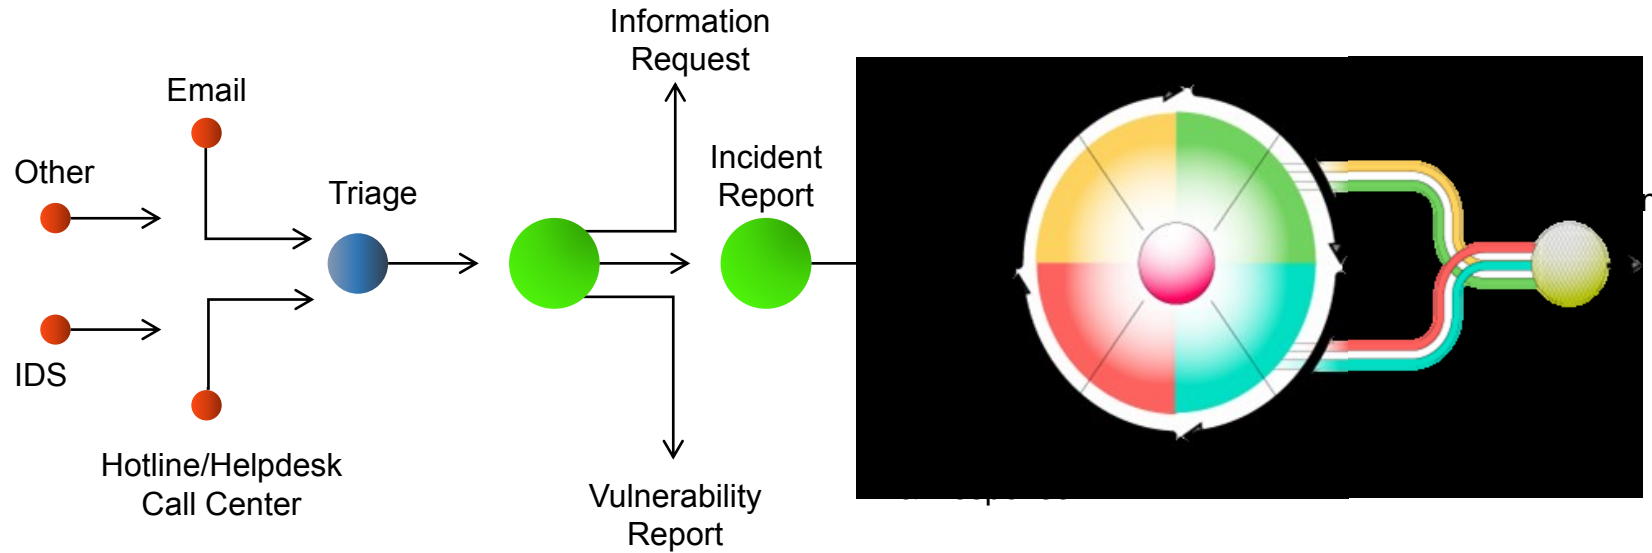 Information
Request
Email
Other
Incident
Report
Triage
IDS
Hotline/Helpdesk
Call Center
Vulnerability
Report